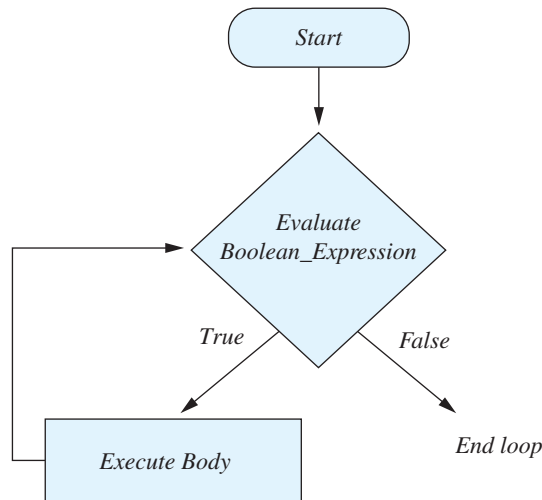 Start
Evaluate
Boolean_Expression
True
False
Execute Body
End loop